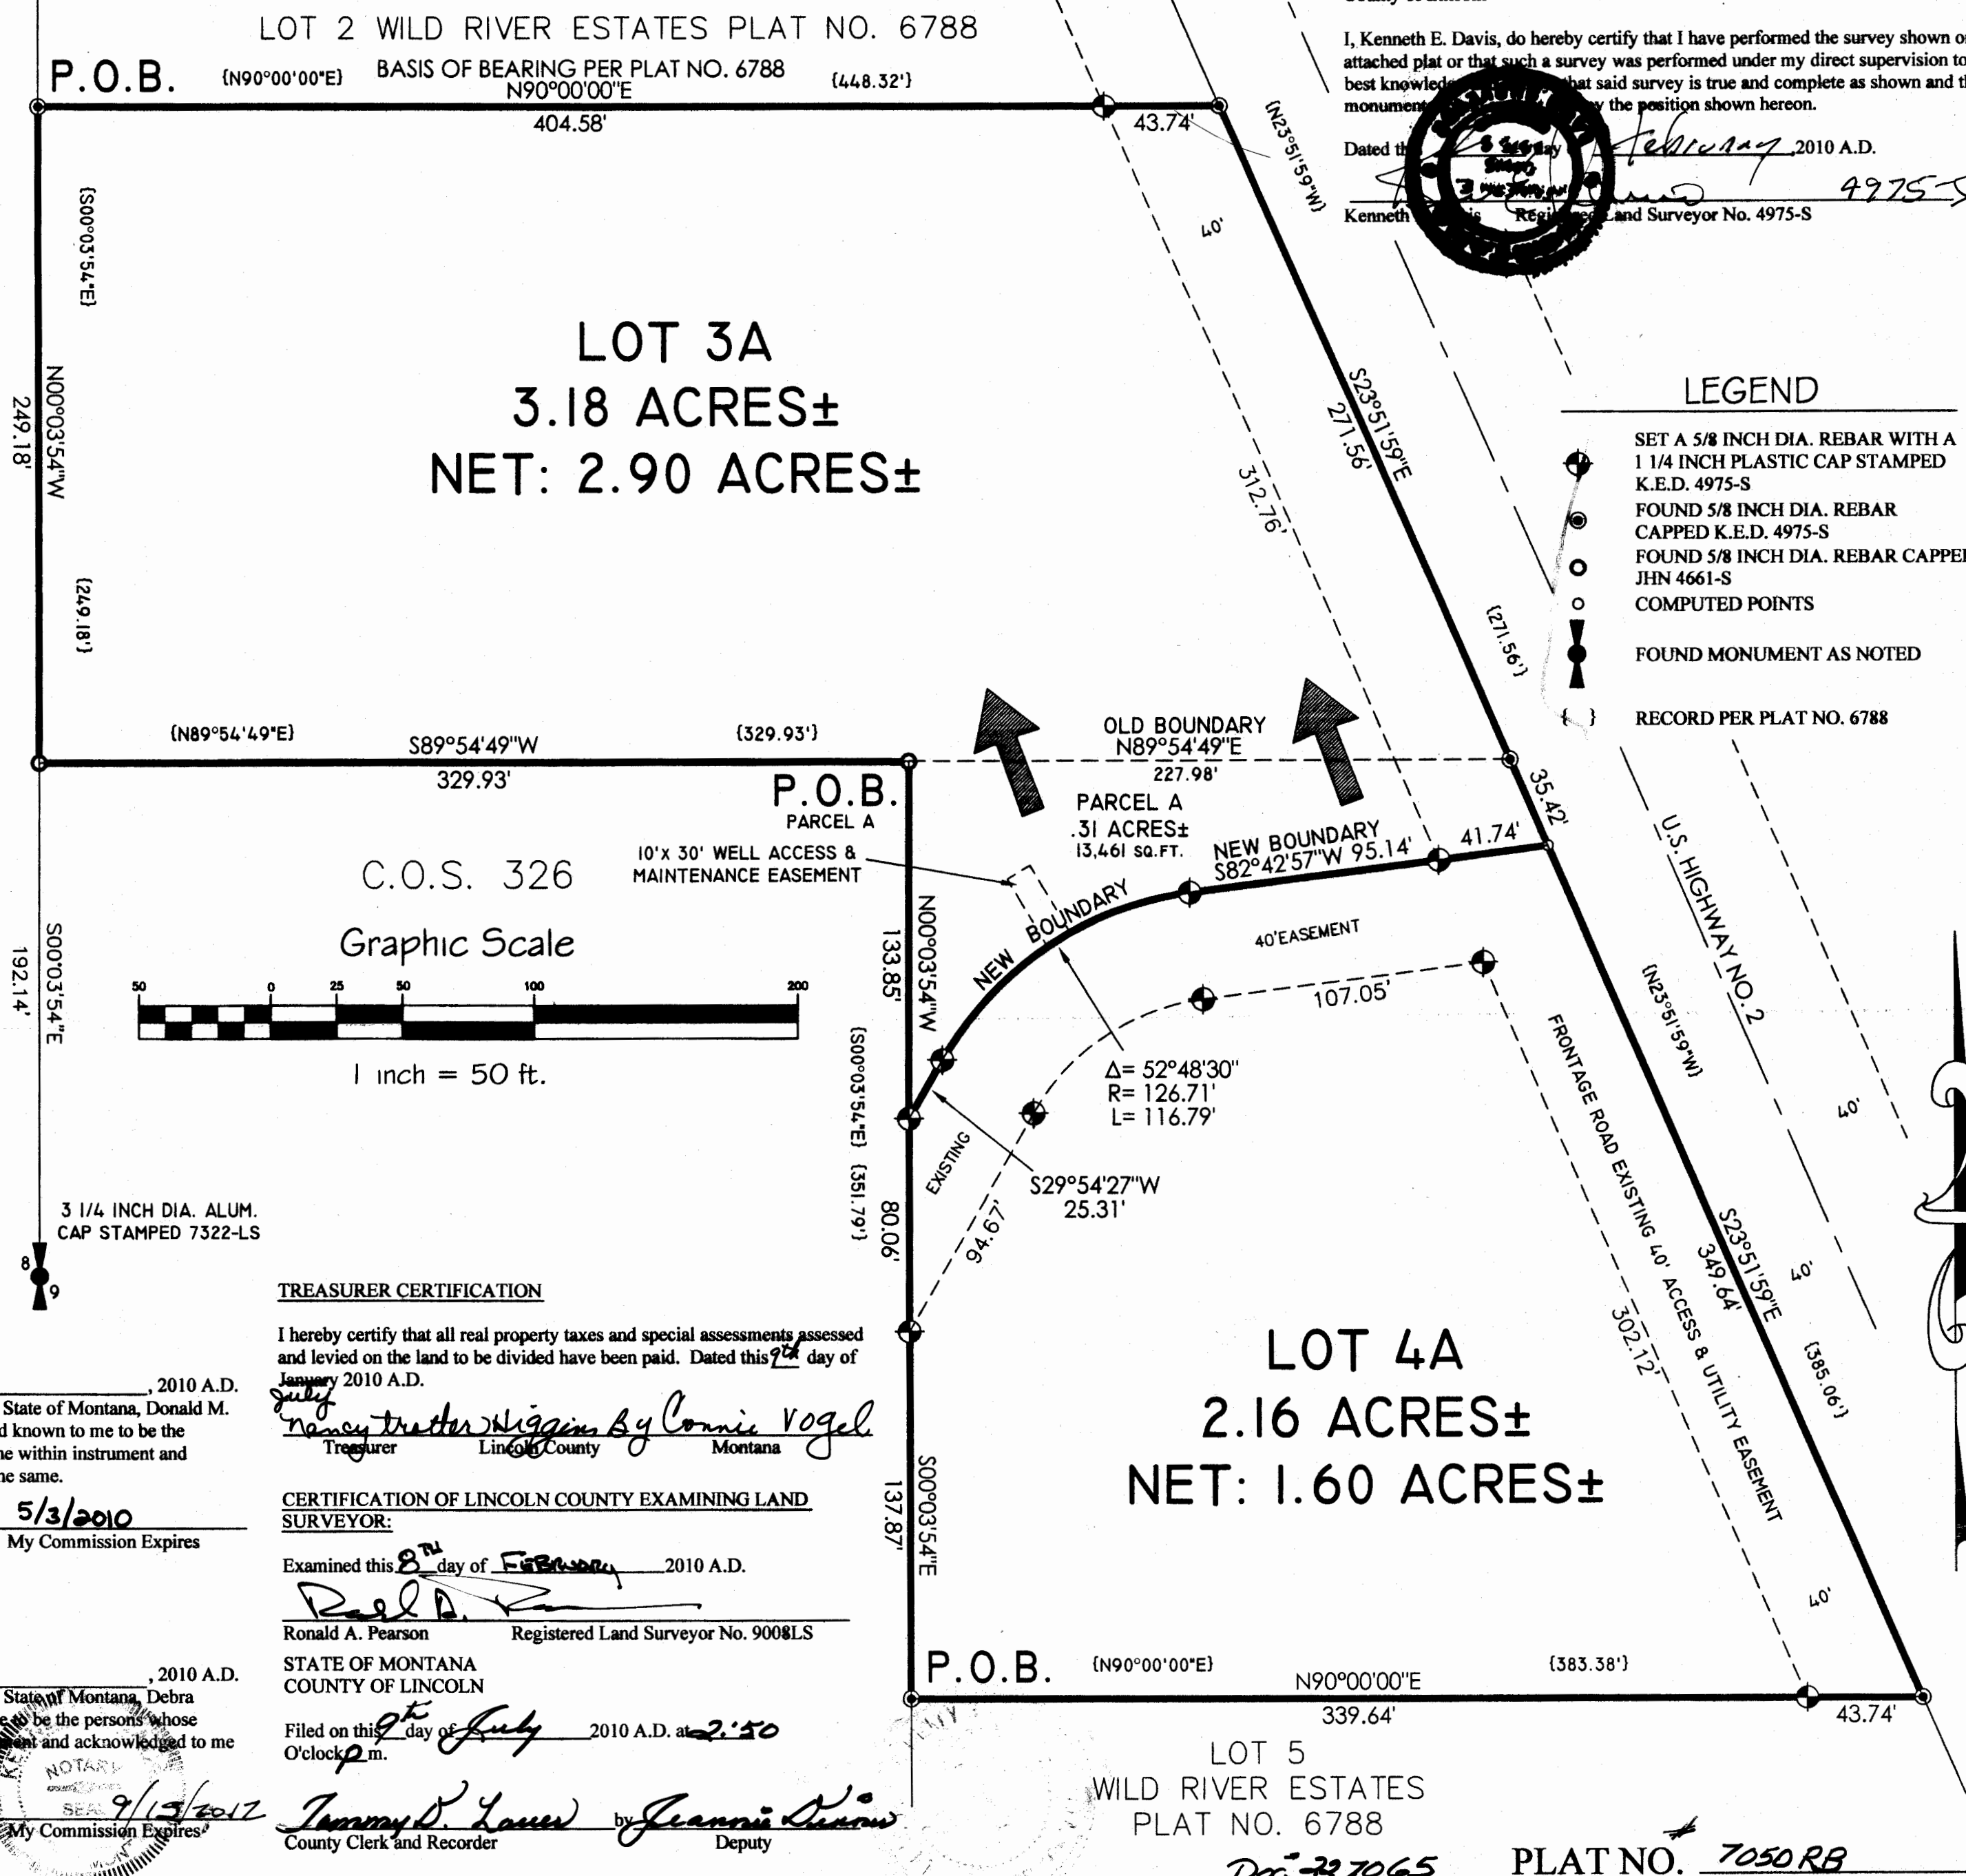 LOT 2 WILD RIVER ESTATES PLAT NO. 6788
P.O.B.
{N90°00'00"E}
BASIS OF BEARING PER PLAT NO. 6788
{448.32'}
N90°00'00"E
404.58'
43.74'
I, Kenneth E. Davis, do hereby certify that I have performed the survey shown
attached plat or that such a survey was performed under my direct supervision to
best that said survey is true and complete as shown and
the position shown hereon.
Dated February ,2010 A.D.
4975-S
Kenneth Registered Land Surveyor No. 4975-S
{N23°51'59"W}
40'
{S00°03'54"E}
N00°03'54"W
249.18'
{249.18'}
LOT 3A
3.18 ACRES±
NET: 2.90 ACRES±
S23°51'59"E
271.56'
312.76'
{271.56'}
LEGEND
SET A 5/8 INCH DIA. REBAR WITH A
1 1/4 INCH PLASTIC CAP STAMPED
K.E.D. 4975-S
FOUND 5/8 INCH DIA. REBAR
CAPPED K.E.D. 4975-S
FOUND 5/8 INCH DIA. REBAR CAPPED
JHN 4661-S
COMPUTED POINTS
FOUND MONUMENT AS NOTED
{ } RECORD PER PLAT NO. 6788
{N89°54'49"E}
S89°54'49"W
{329.93'}
329.93'
P.O.B.
PARCEL A
OLD BOUNDARY
N89°54'49"E
227.98'
35.42'
PARCEL A
.31 ACRES±
13,461 SQ.FT.
NEW BOUNDARY
S82°42'57"W 95.14'
41.74'
10'x 30' WELL ACCESS &
MAINTENANCE EASEMENT
C.O.S. 326
Graphic Scale
50 0 25 50 100 200
1 inch = 50 ft.
S00°03'54"E
192.14'
N00°03'54"W
133.85'
NEW BOUNDARY
40'EASEMENT
107.05'
Δ= 52°48'30"
R= 126.71'
L= 116.79'
{S00°03'54"E} {351.79'}
EXISTING
S29°54'27"W
25.31'
94.67'
80.06'
U.S. HIGHWAY NO. 2
{N23°51'59"W}
40'
FRONTAGE ROAD EXISTING 40' ACCESS & UTILITY EASEMENT
302.12'
S23°51'59"E
349.64'
40'
{385.06'}
40'
3 1/4 INCH DIA. ALUM.
CAP STAMPED 7322-LS
8
9
LOT 4A
2.16 ACRES±
NET: 1.60 ACRES±
S00°03'54"E
137.87'
P.O.B.
{N90°00'00"E}
N90°00'00"E
{383.38'}
339.64'
43.74'
LOT 5
WILD RIVER ESTATES
PLAT NO. 6788
TREASURER CERTIFICATION
I hereby certify that all real property taxes and special assessments assessed
and levied on the land to be divided have been paid. Dated this 9th day of
January 2010 A.D.
July
Nancy Trotter Higgins By Connie Vogel
Treasurer Lincoln County Montana
CERTIFICATION OF LINCOLN COUNTY EXAMINING LAND
SURVEYOR:
Examined this 8TH day of FEBRUARY 2010 A.D.
Ronald A. Pearson Registered Land Surveyor No. 9008LS
STATE OF MONTANA
COUNTY OF LINCOLN
Filed on this 9th day of July 2010 A.D. at 2:50
O'clock p m.
Tammy D. Lauer by Jeannie
County Clerk and Recorder Deputy
, 2010 A.D.
State of Montana, Donald M.
known to me to be the
within instrument and
same.
5/3/2010
My Commission Expires
, 2010 A.D.
State of Montana, Debra
to be the persons whose
and acknowledged to me
NOTARY
SEAL
9/15/2012
My Commission Expires
Doc# 227065
PLAT NO. # 7050RB